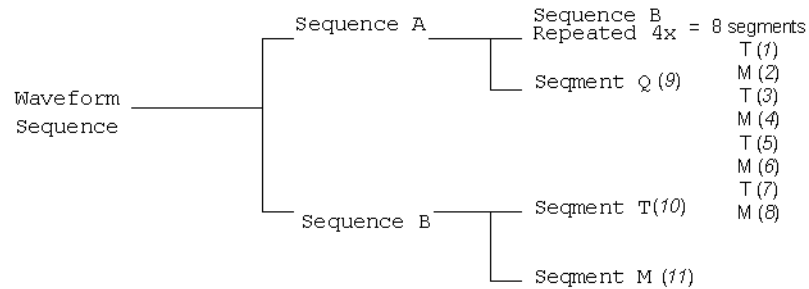 Sequence A
Sequence B
Repeated 4x = 8 segments
T (1)
M (2)
T (3)
M (4)
T (5)
M (6)
T (7)
M (8)
Segment Q (9)
Waveform
Sequence
Sequence B
Segment T(10)
Segment M (11)